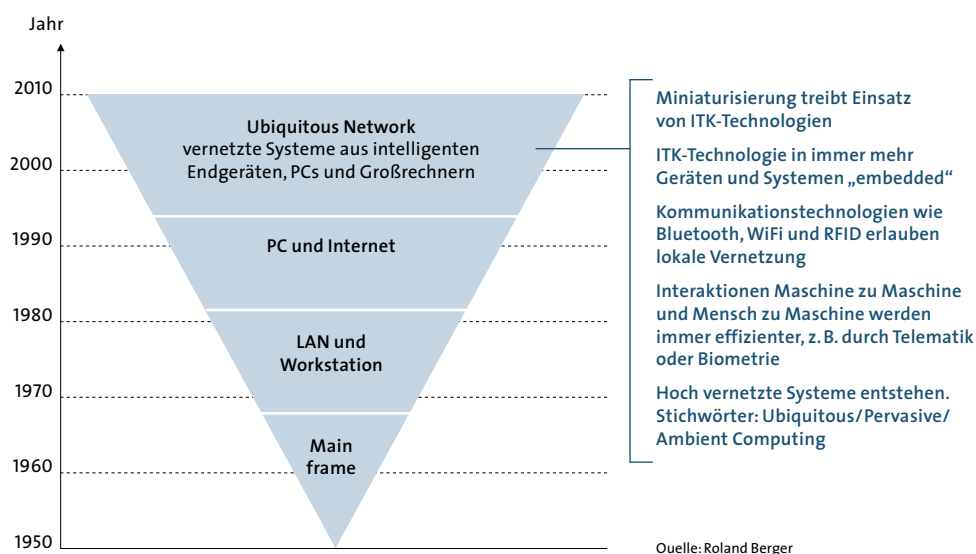 Jahr
2010
2000
1990
1980
1970
1960
1950
Ubiquitous Network
vernetzte Systeme aus intelligenten
Endgeräten, PCs und Großrechnern
PC und Internet
LAN und
Workstation
Main
frame
Miniaturisierung treibt Einsatz
von ITK-Technologien
ITK-Technologie in immer mehr
Geräten und Systemen „embedded“
Kommunikationstechnologien wie
Bluetooth, WiFi und RFID erlauben
lokale Vernetzung
Interaktionen Maschine zu Maschine
und Mensch zu Maschine werden
immer effizienter, z. B. durch Telematik
oder Biometrie
Hoch vernetzte Systeme entstehen.
Stichwörter: Ubiquitous/Pervasive/
Ambient Computing
Quelle: Roland Berger